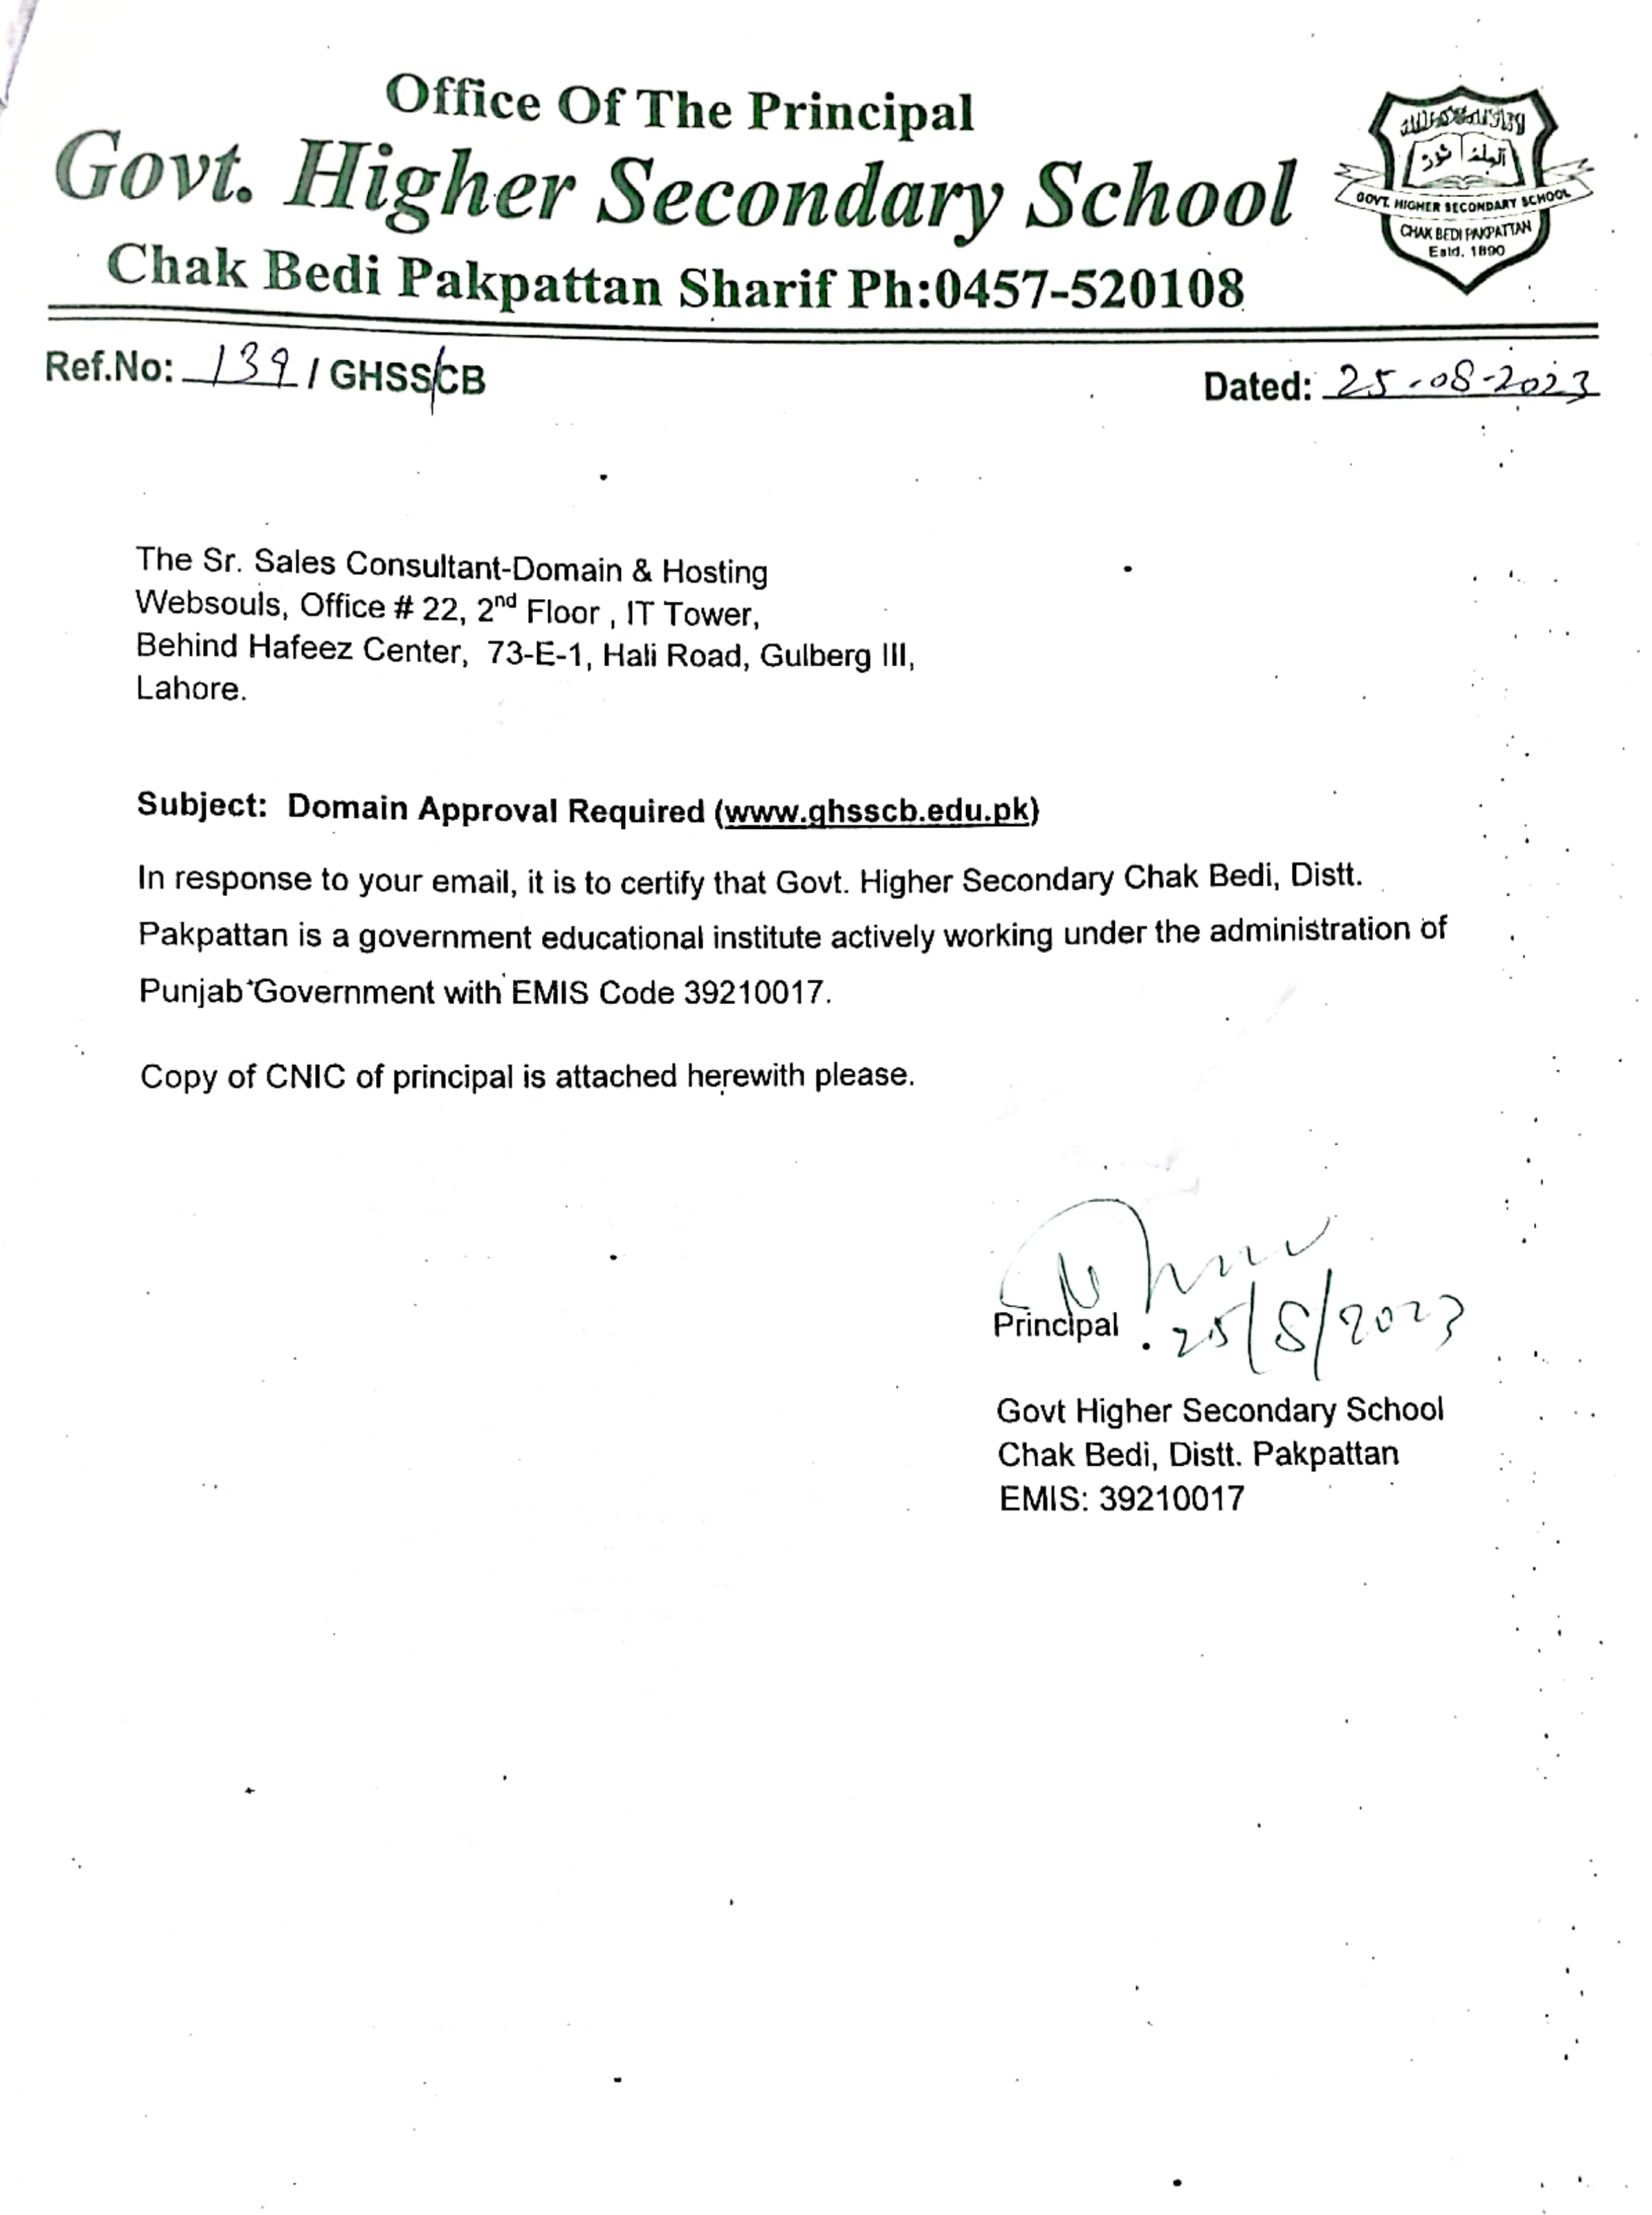 Office Of The Principal
Govt. Higher Secondary School
Chak Bedi Pakpattan Sharif Ph:0457-520108
GOVT. HIGHER SECONDARY SCHOOL
CHAK BEDI PAKPATTAN
Estd. 1890
Ref.No: 139 / GHSS/CB
Dated: 25-08-2023
The Sr. Sales Consultant-Domain & Hosting
Websouls, Office # 22, 2nd Floor , IT Tower,
Behind Hafeez Center, 73-E-1, Hali Road, Gulberg III,
Lahore.
Subject: Domain Approval Required (www.ghsscb.edu.pk)
In response to your email, it is to certify that Govt. Higher Secondary Chak Bedi, Distt.
Pakpattan is a government educational institute actively working under the administration of
Punjab Government with EMIS Code 39210017.
Copy of CNIC of principal is attached herewith please.
Principal
25/8/2023
Govt Higher Secondary School
Chak Bedi, Distt. Pakpattan
EMIS: 39210017